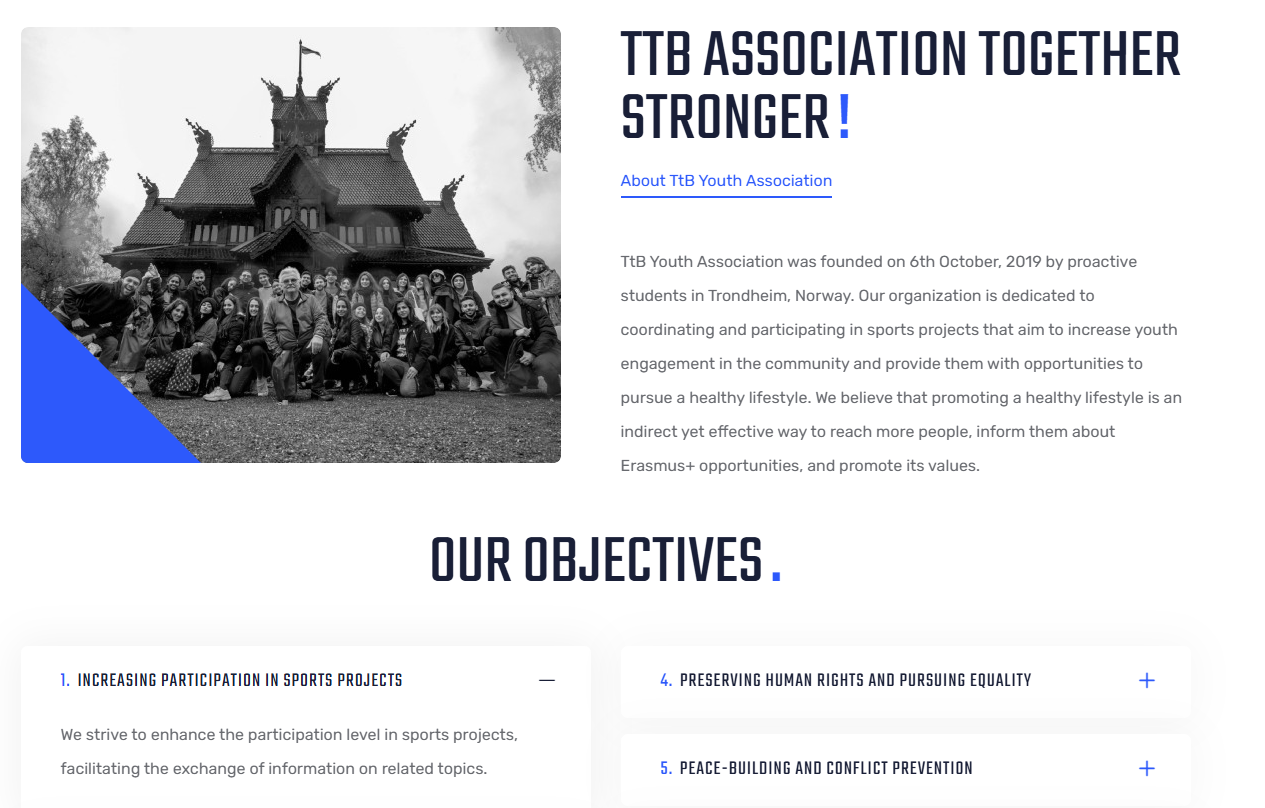 TTB ASSOCIATION TOGETHER
STRONGER!
About TtB Youth Association
TtB Youth Association was founded on 6th October, 2019 by proactive
students in Trondheim, Norway. Our organization is dedicated to
coordinating and participating in sports projects that aim to increase youth
engagement in the community and provide them with opportunities to
pursue a healthy lifestyle. We believe that promoting a healthy lifestyle is an
indirect yet effective way to reach more people, inform them about
Erasmus+ opportunities, and promote its values.
OUR OBJECTIVES.
1. INCREASING PARTICIPATION IN SPORTS PROJECTS
We strive to enhance the participation level in sports projects,
facilitating the exchange of information on related topics.
4. PRESERVING HUMAN RIGHTS AND PURSUING EQUALITY
5. PEACE-BUILDING AND CONFLICT PREVENTION